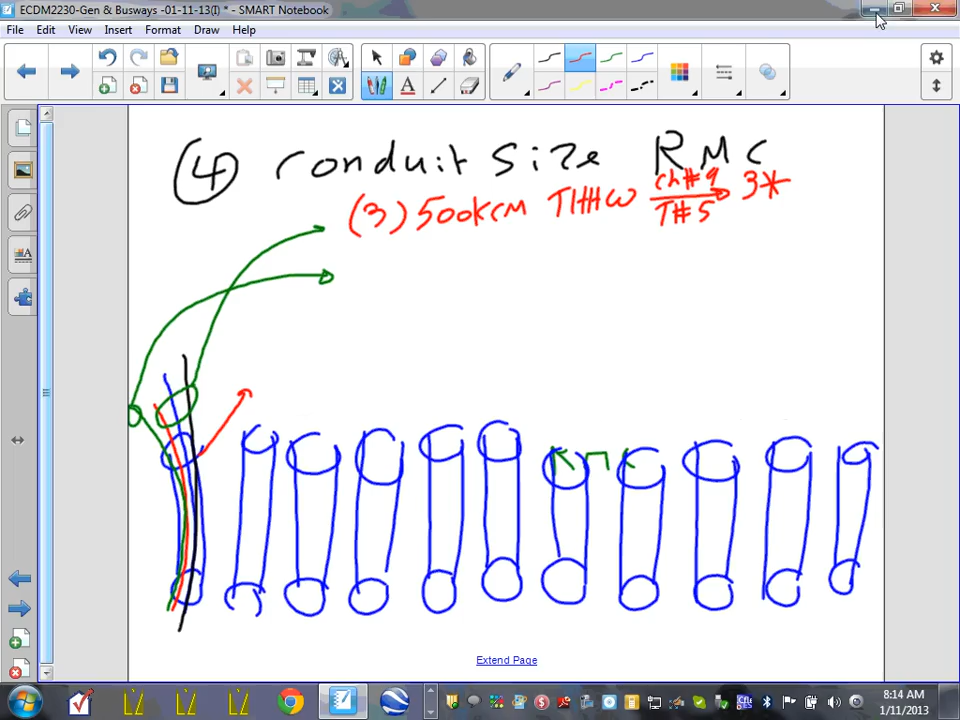 ECDM2230-Gen & Busways -01-11-13(I) * - SMART Notebook
File Edit View Insert Format Draw Help
④ Conduit Size RMC
(3) 500KCM THHW Ch#9 3*
T#5
Extend Page
8:14 AM
1/11/2013